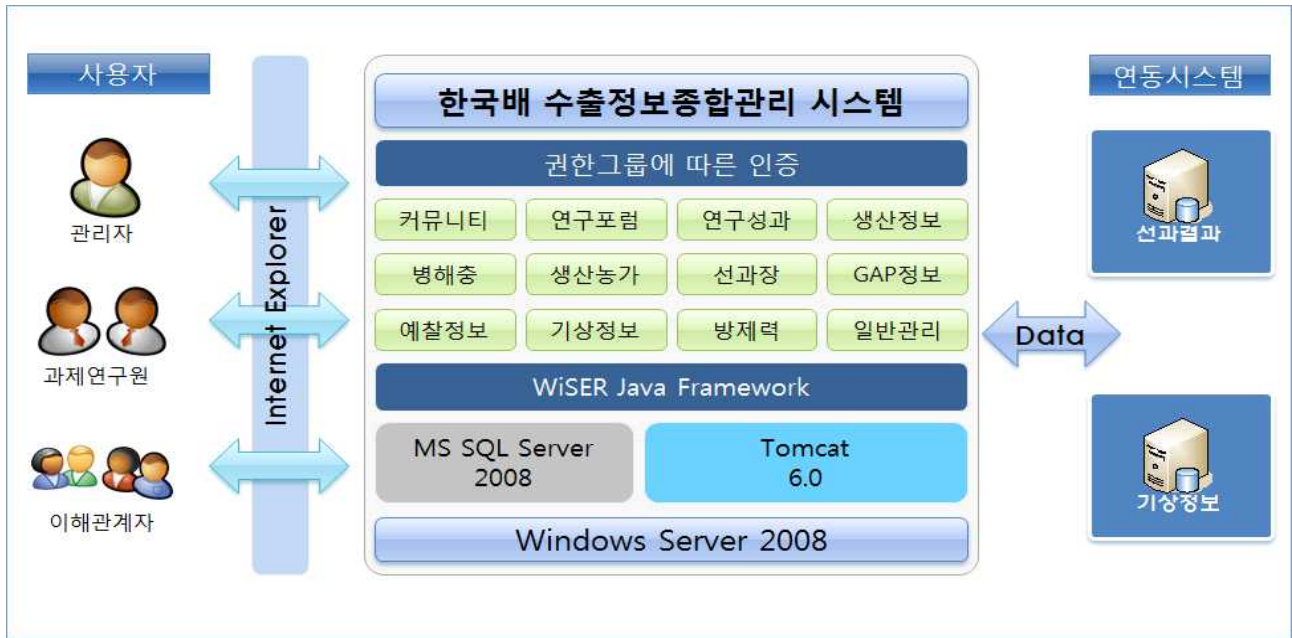 사용자
관리자
과제연구원
이해관계자
Internet Explorer
한국배 수출정보종합관리 시스템
권한그룹에 따른 인증
커뮤니티 연구포럼 연구성과 생산정보
병해충 생산농가 선과장 GAP정보
예찰정보 기상정보 방제력 일반관리
WiSER Java Framework
MS SQL Server
2008
Tomcat
6.0
Windows Server 2008
Data
연동시스템
선과결과
기상정보